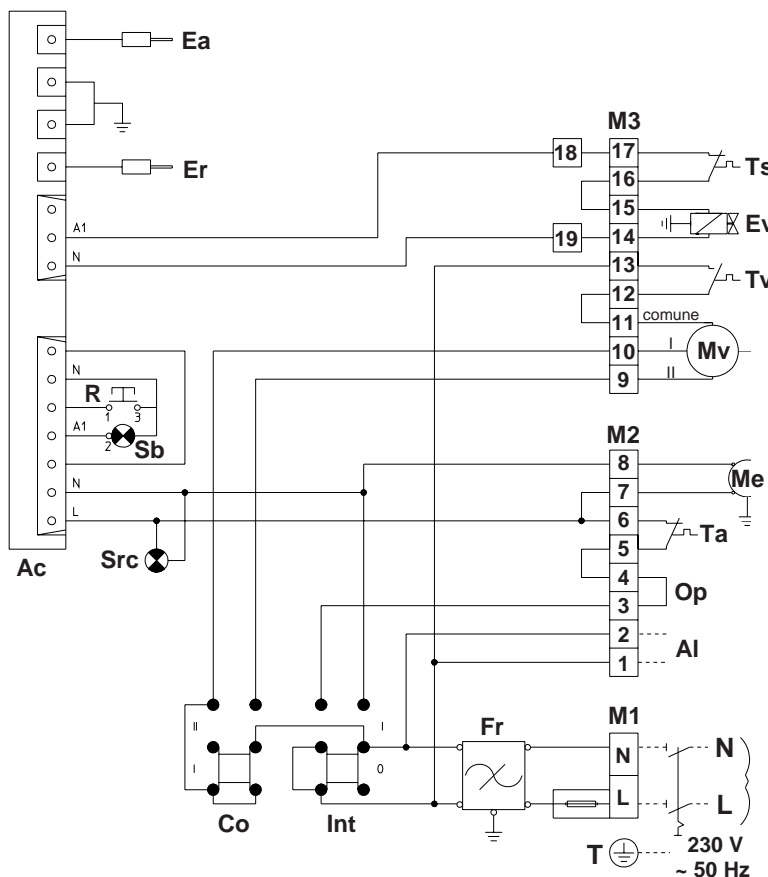 Ea
Er
M3
18
17
Ts
16
15
Ev
A1
19
14
N
13
Tv
12
11
comune
10
I
Mv
9
II
N
R
1
3
A1
2
Sb
M2
8
Me
N
7
L
6
Ta
5
Ac
Src
4
Op
3
2
Al
1
II
I
Fr
M1
N
N
I
0
L
L
Co
Int
T
230 V
~ 50 Hz